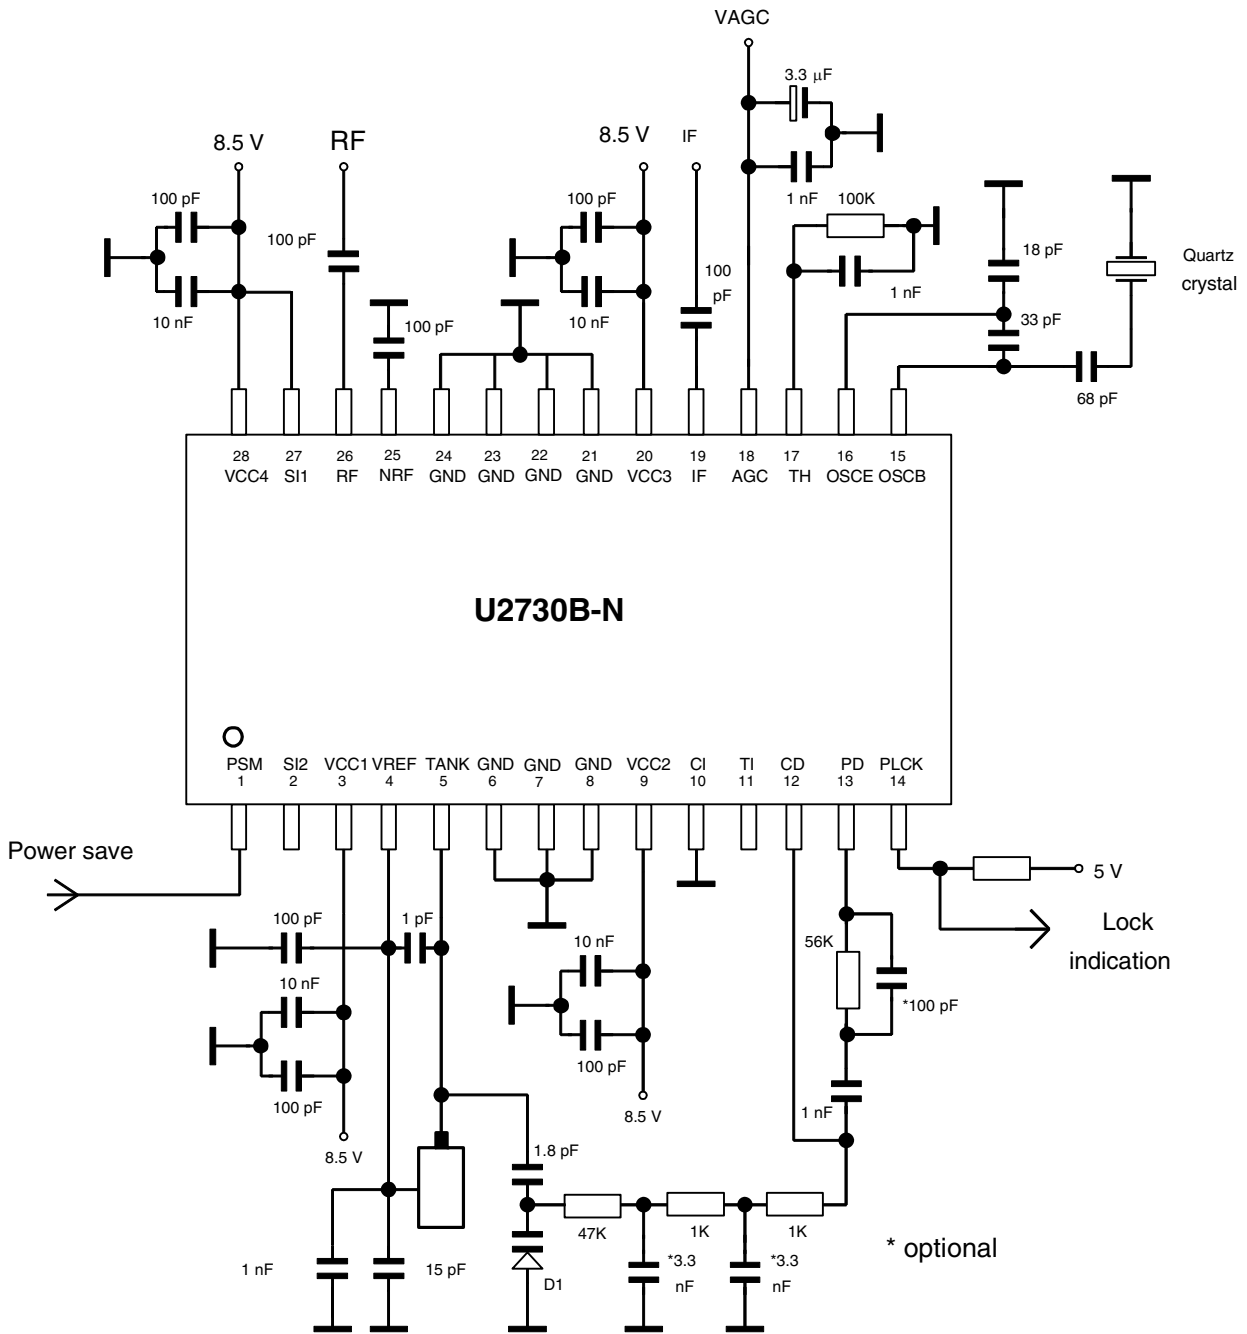 VAGC
3.3 µF
8.5 V
RF
8.5 V
IF
1 nF
100 pF
100 pF
100 pF
100K
18 pF
Quartz
crystal
100
pF
1 nF
10 nF
100 pF
10 nF
33 pF
68 pF
28 27 26 25 24 23 22 21 20 19 18 17 16 15
VCC4 SI1 RF NRF GND GND GND GND VCC3 IF AGC TH OSCE OSCB
U2730B-N
PSM SI2 VCC1 VREF TANK GND GND GND VCC2 CI TI CD PD PLCK
1 2 3 4 5 6 7 8 9 10 11 12 13 14
Power save
5 V
100 pF
1 pF
Lock
indication
10 nF
56K
10 nF
*100 pF
100 pF
100 pF
1 nF
8.5 V
8.5 V
1.8 pF
47K
1K
1K
* optional
1 nF
15 pF
D1
*3.3
nF
*3.3
nF